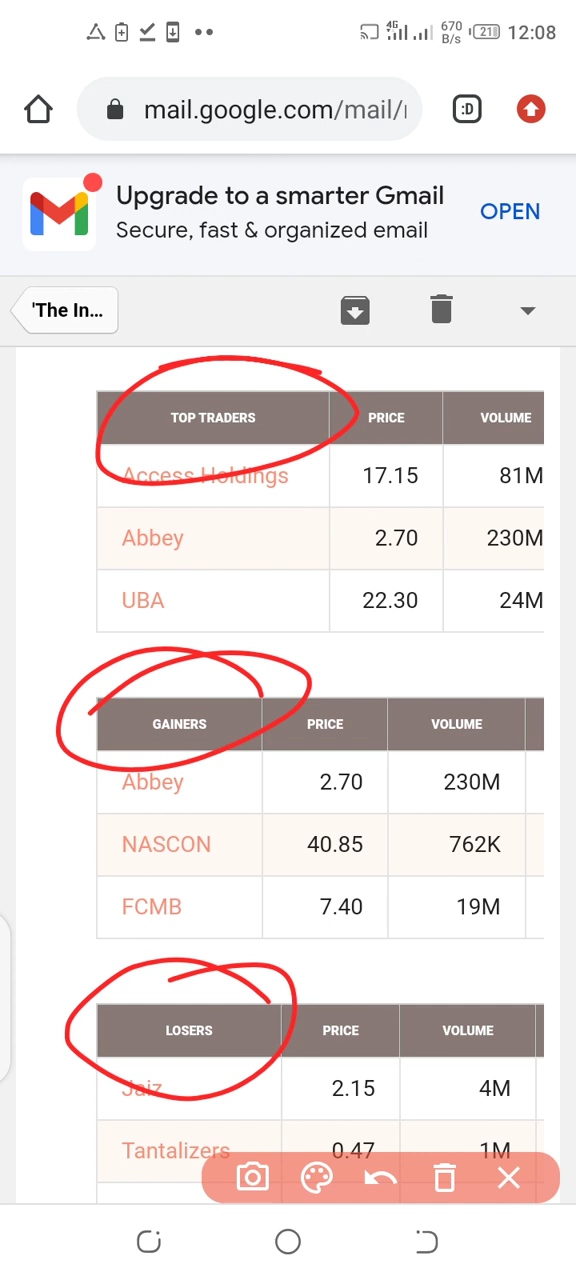 4G 670 B/s 21 12:08
mail.google.com/mail/ :D
Upgrade to a smarter Gmail
Secure, fast & organized email
OPEN
'The In...
TOP TRADERS PRICE VOLUME
Access Holdings 17.15 81M
Abbey 2.70 230M
UBA 22.30 24M
GAINERS PRICE VOLUME
Abbey 2.70 230M
NASCON 40.85 762K
FCMB 7.40 19M
LOSERS PRICE VOLUME
Jaiz 2.15 4M
Tantalizers 0.47 1M